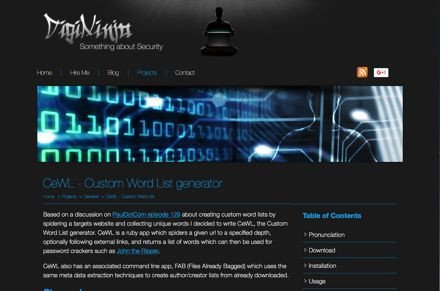 DigiNinja
Something about Security
Home | Hire Me | Blog | Projects | Contact
CeWL - Custom Word List generator
Home > Projects > General > CeWL - Custom Word List
Based on a discussion on PaulDotCom episode 129 about creating custom word lists by
spidering a targets website and collecting unique words I decided to write CeWL, the Custom
Word List generator. CeWL is a ruby app which spiders a given url to a specified depth,
optionally following external links, and returns a list of words which can then be used for
password crackers such as John the Ripper.
CeWL also has an associated command line app, FAB (Files Already Bagged) which uses the
same meta data extraction techniques to create author/creator lists from already downloaded.
Table of Contents
> Pronunciation
> Download
> Installation
> Usage